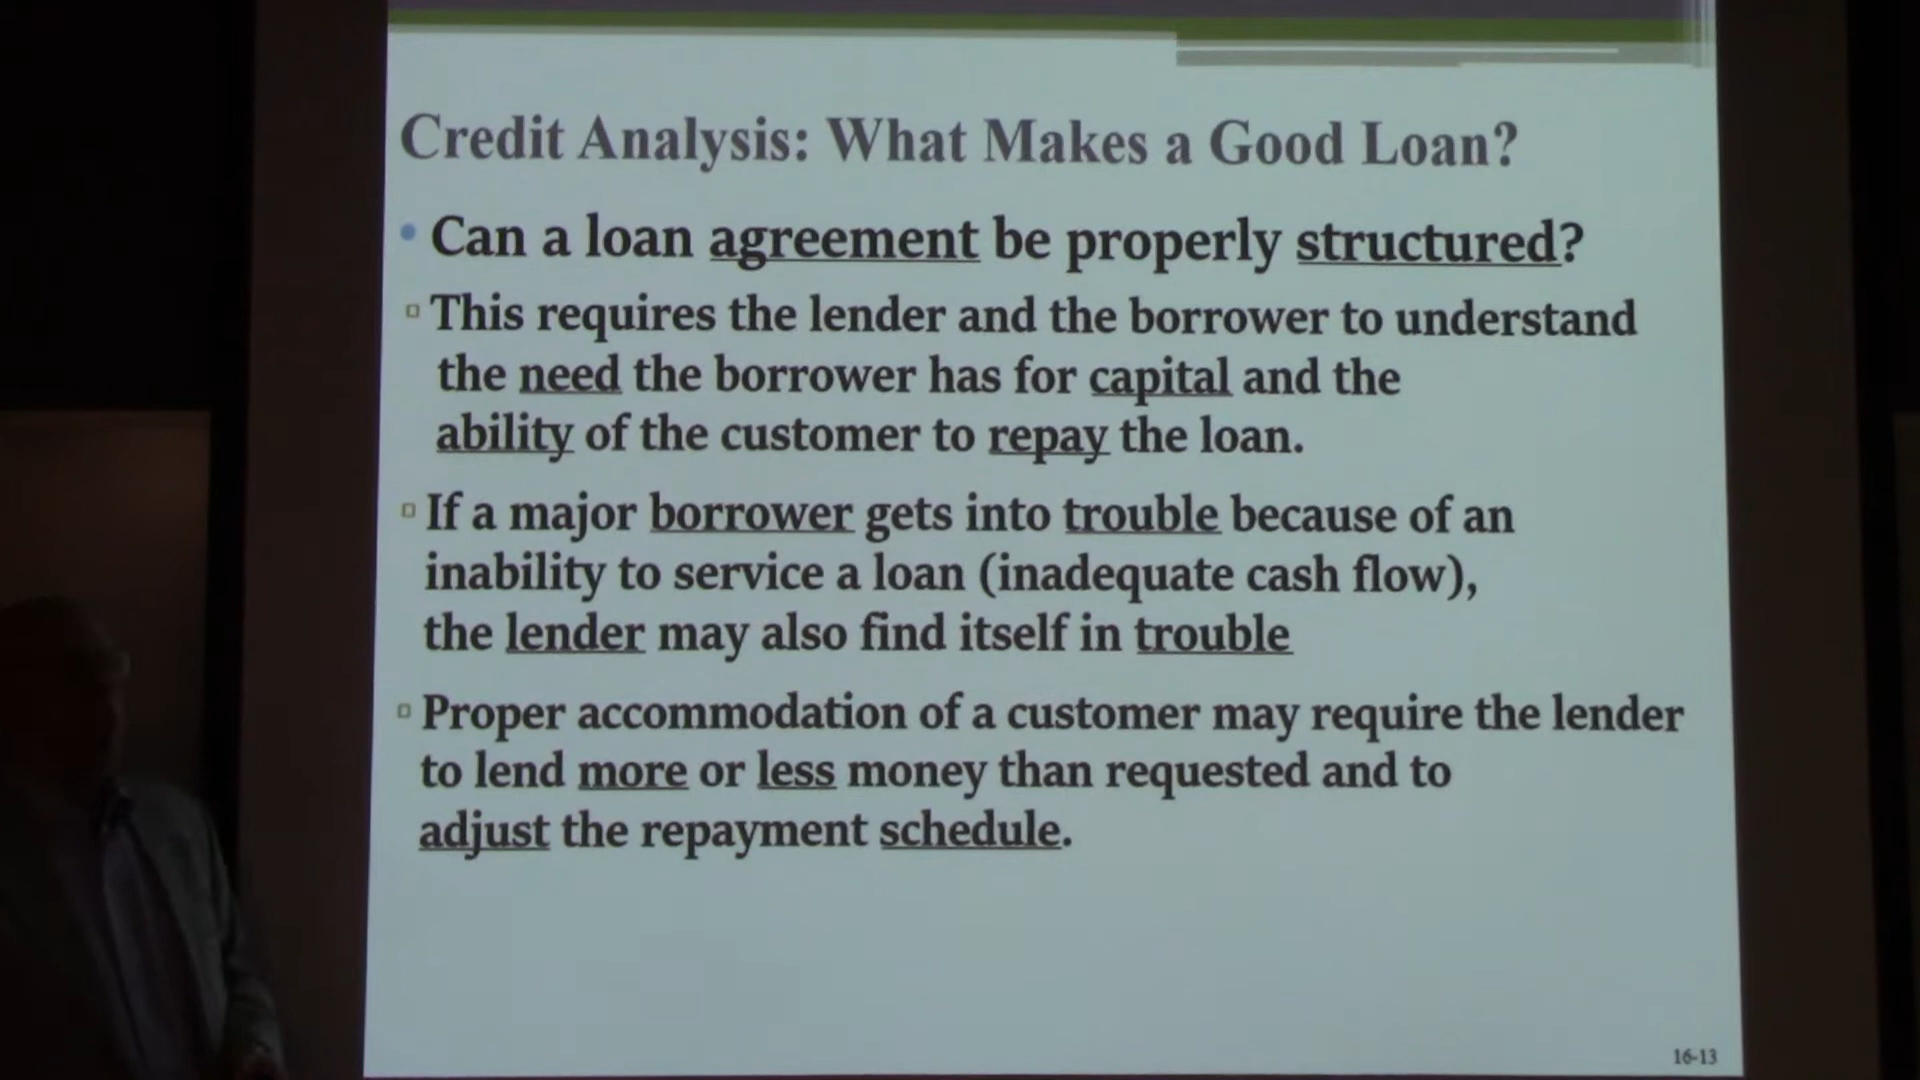 Credit Analysis: What Makes a Good Loan?
• Can a loan agreement be properly structured?
▫ This requires the lender and the borrower to understand
the need the borrower has for capital and the
ability of the customer to repay the loan.
▫ If a major borrower gets into trouble because of an
inability to service a loan (inadequate cash flow),
the lender may also find itself in trouble
▫ Proper accommodation of a customer may require the lender
to lend more or less money than requested and to
adjust the repayment schedule.
16-13